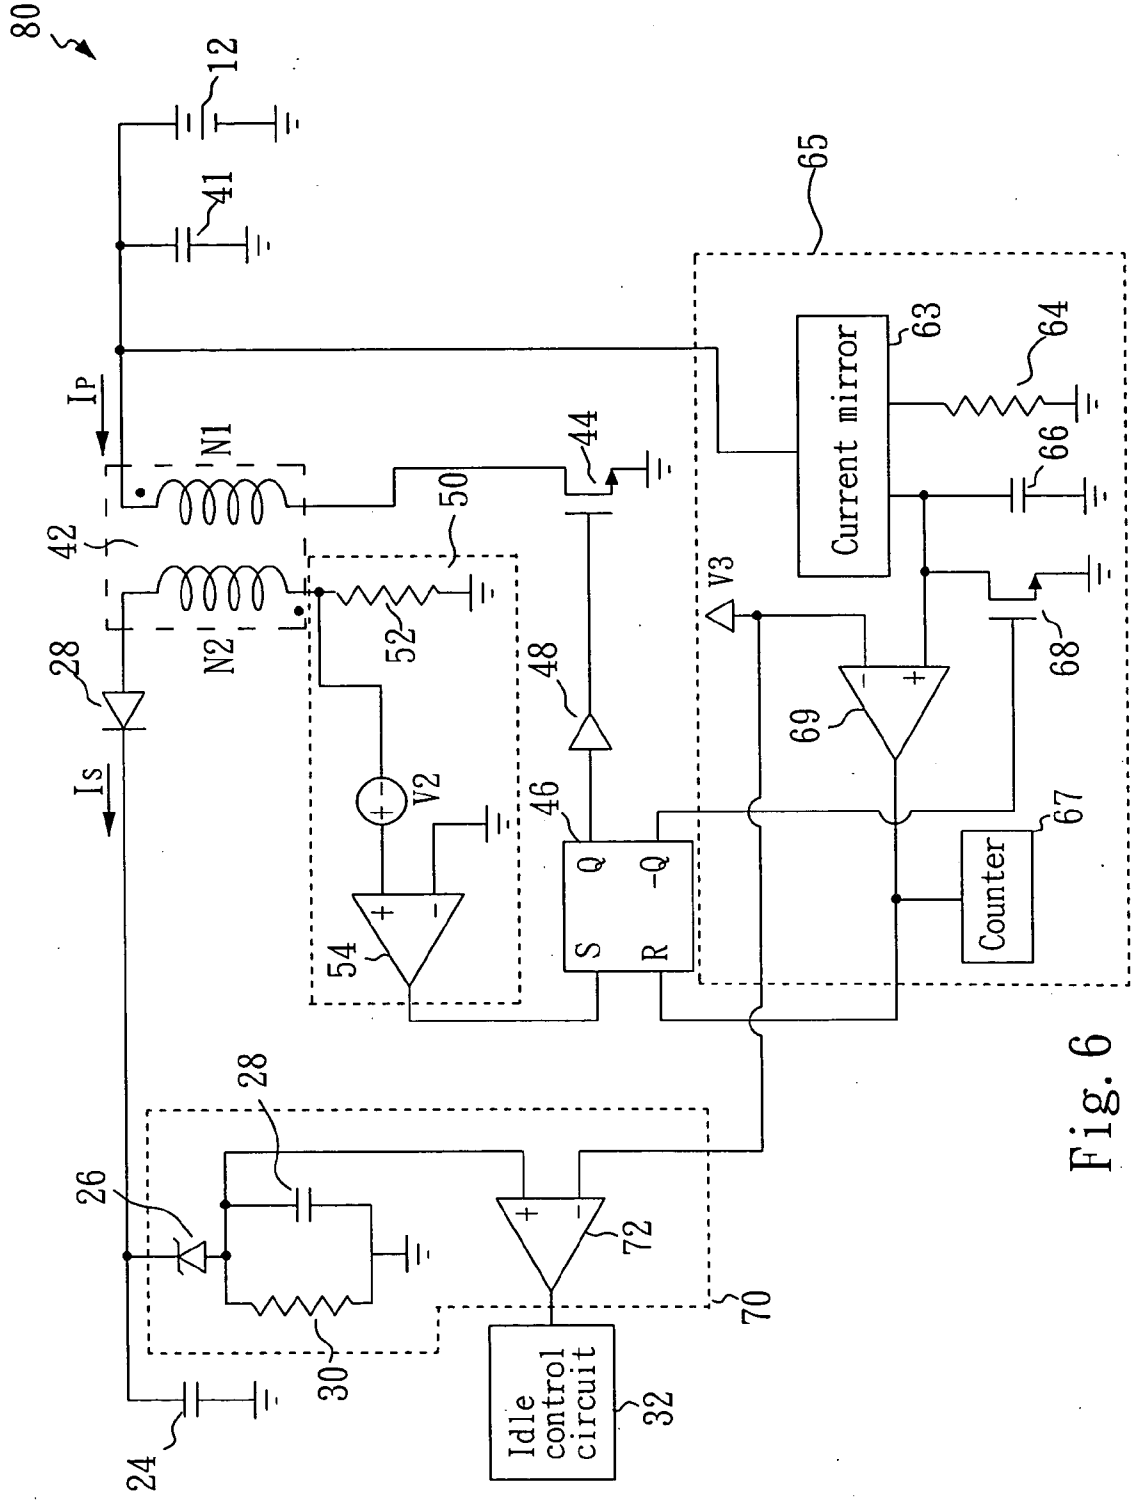 80
12
41
Ip
42
N1
N2
28
Is
44
50
52
V2
+
-
54
48
46
Q
-Q
S
R
65
Current mirror
63
64
66
V3
68
-
+
69
Counter
67
26
28
30
24
+
-
72
70
Idle
control
circuit
32
Fig. 6